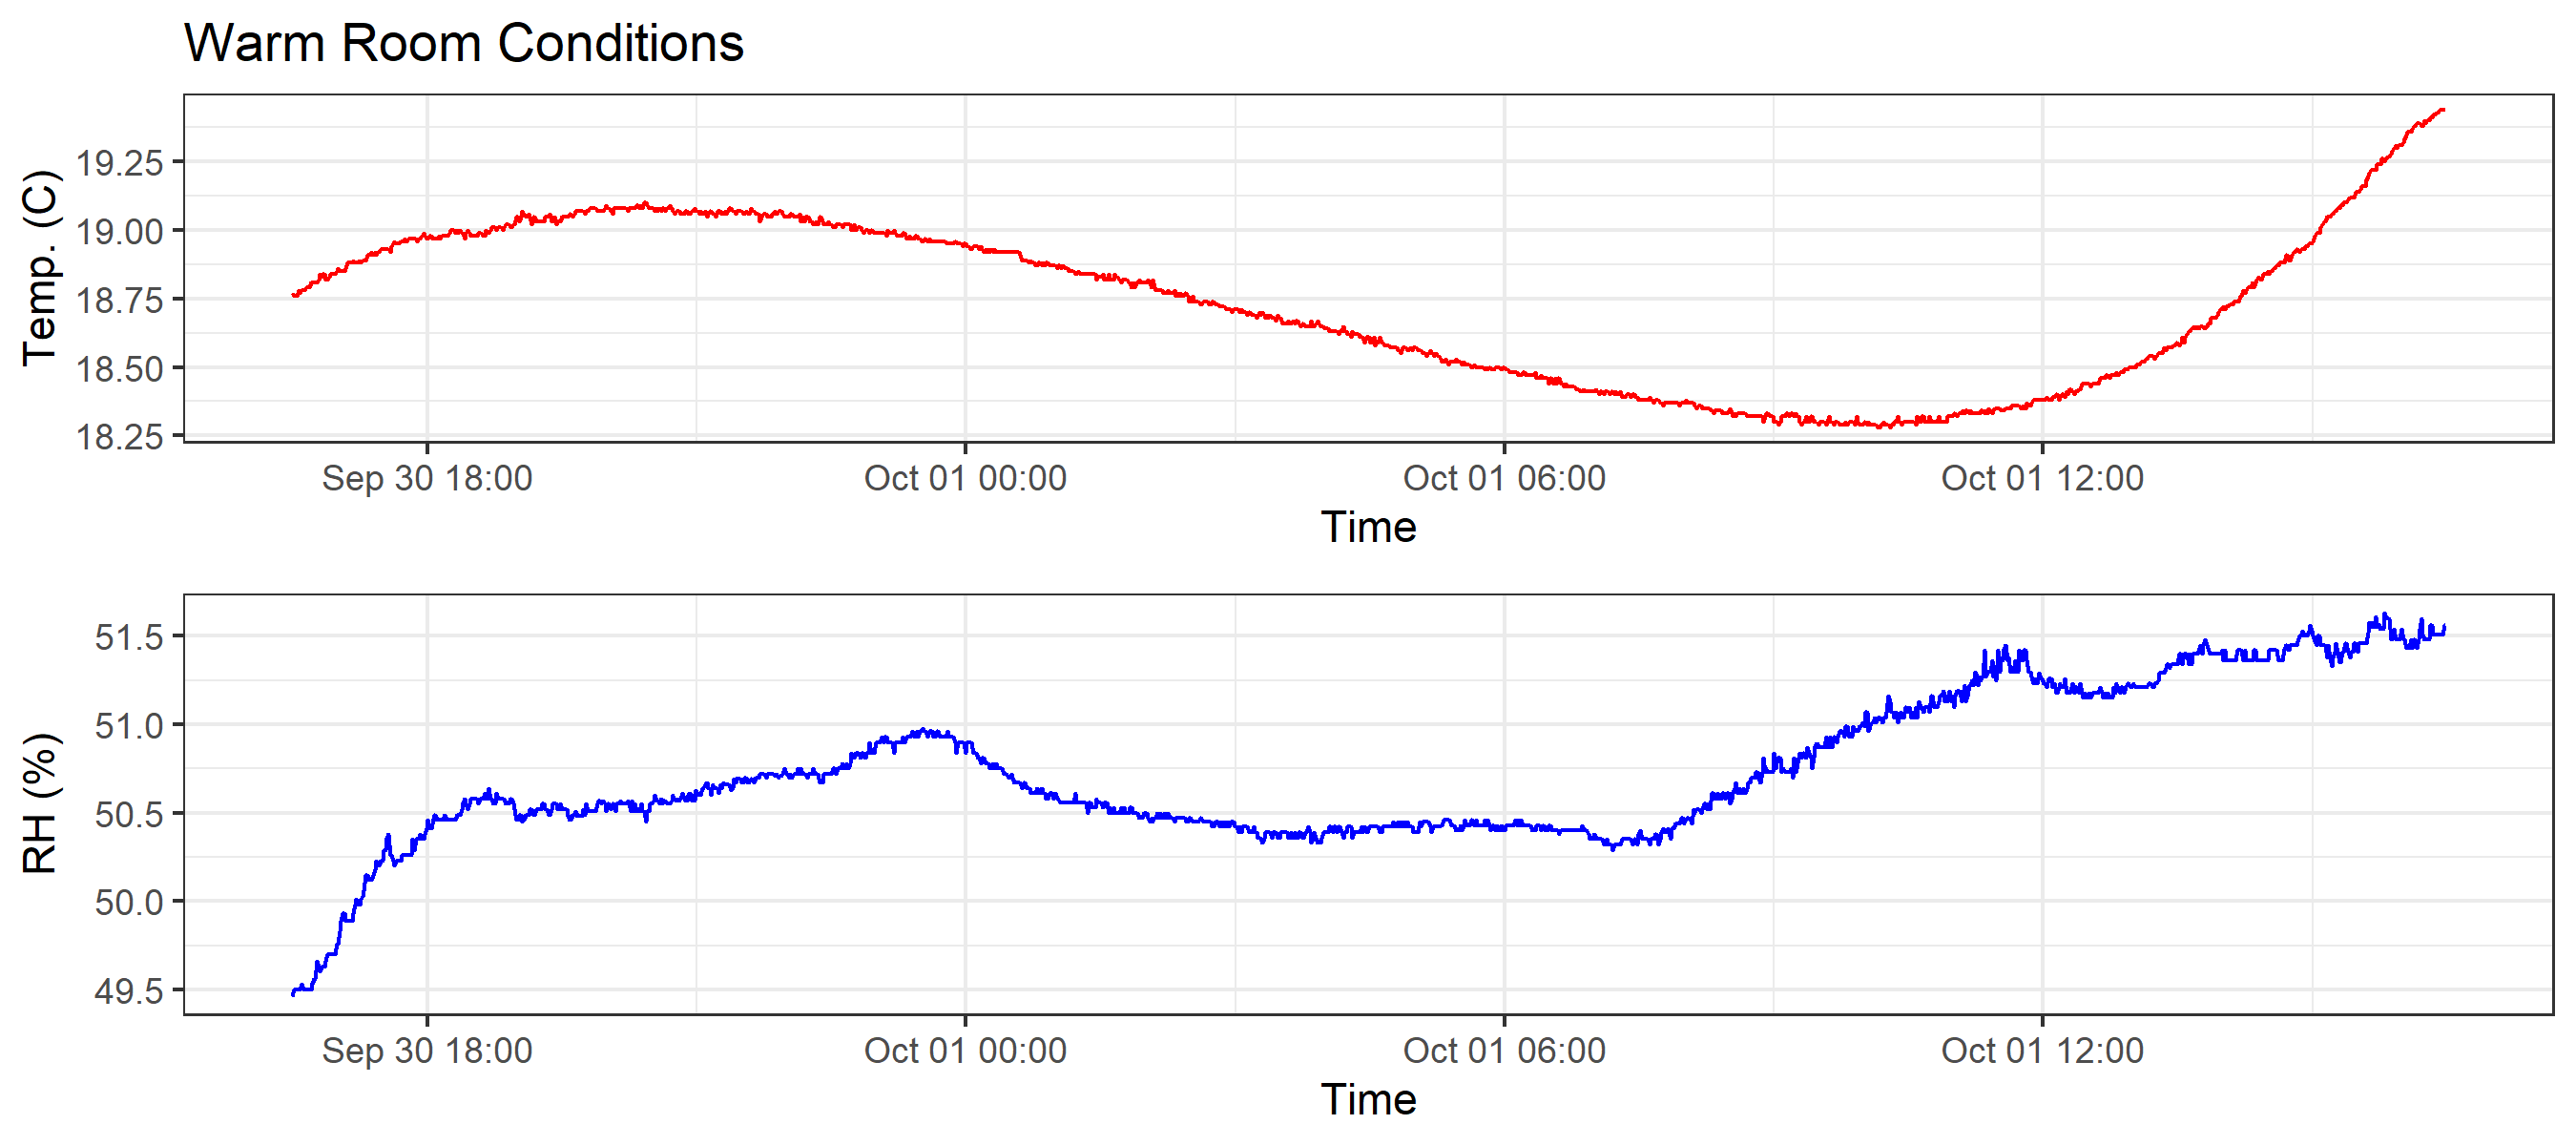 Warm Room Conditions
Temp. (C)
19.25
19.00
18.75
18.50
18.25
Sep 30 18:00 Oct 01 00:00 Oct 01 06:00 Oct 01 12:00
Time
RH (%)
51.5
51.0
50.5
50.0
49.5
Sep 30 18:00 Oct 01 00:00 Oct 01 06:00 Oct 01 12:00
Time